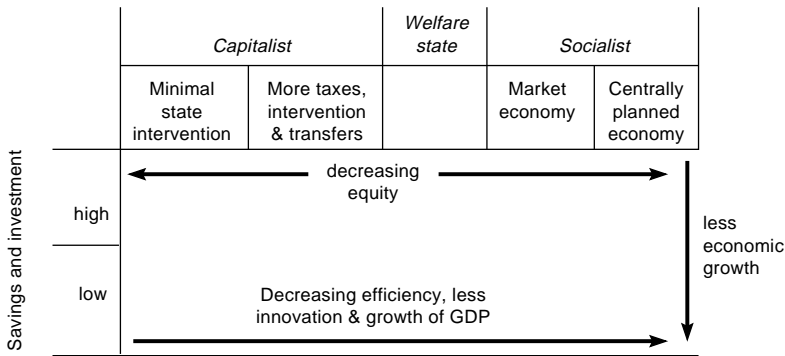 Capitalist
Welfare
state
Socialist
Minimal
state
intervention
More taxes,
intervention
& transfers
Market
economy
Centrally
planned
economy
Savings and investment
high
low
decreasing
equity
less
economic
growth
Decreasing efficiency, less
innovation & growth of GDP